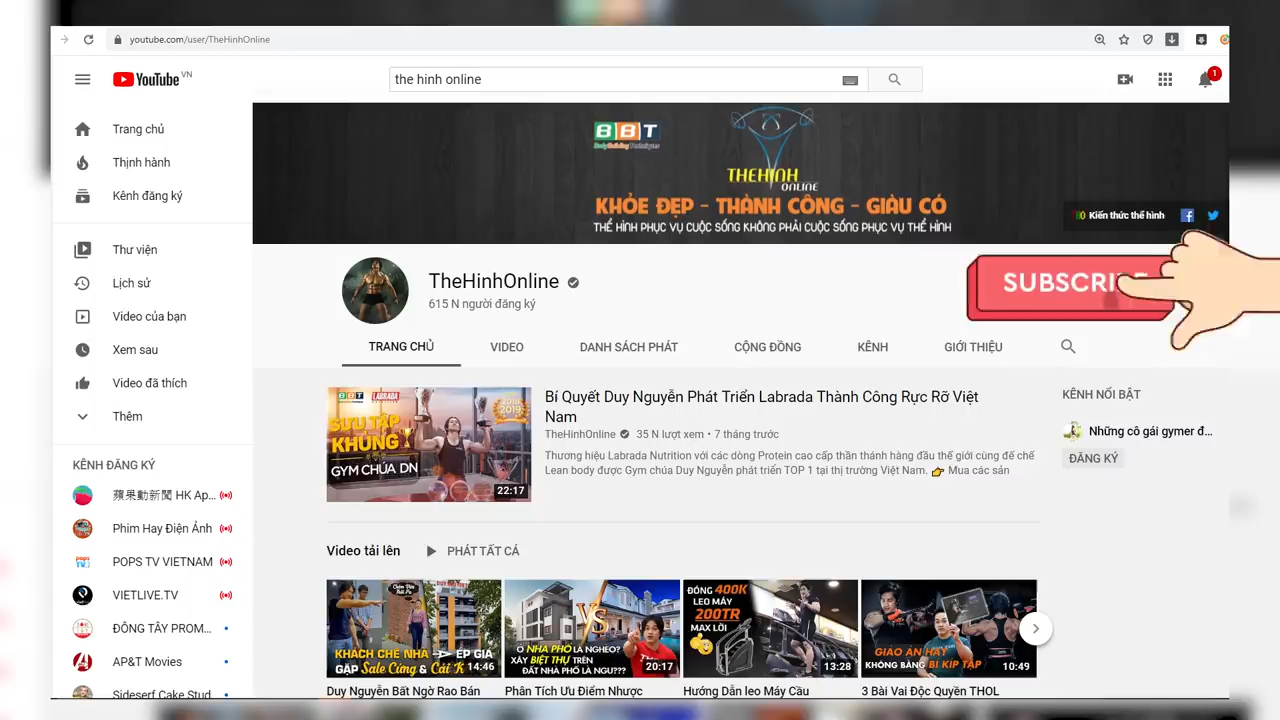 youtube.com/user/TheHinhOnline
YouTube VN
the hinh online
1
Trang chủ
Thịnh hành
Kênh đăng ký
Thư viện
Lịch sử
Video của bạn
Xem sau
Video đã thích
Thêm
KÊNH ĐĂNG KÝ
蘋果動新聞 HK Ap...
Phim Hay Điện Ảnh
POPS TV VIETNAM
VIETLIVE.TV
ĐÔNG TÂY PROM...
AP&T Movies
Sideserf Cake Stud
BBT
BodyBuilding Techniques
THEHINH
ONLINE
KHỎE ĐẸP - THÀNH CÔNG - GIÀU CÓ
THỂ HÌNH PHỤC VỤ CUỘC SỐNG KHÔNG PHẢI CUỘC SỐNG PHỤC VỤ THỂ HÌNH
Kiến thức thể hình
TheHinhOnline
615 N người đăng ký
SUBSCRIBE
TRANG CHỦ
VIDEO
DANH SÁCH PHÁT
CỘNG ĐỒNG
KÊNH
GIỚI THIỆU
BBT LABRADA
SƯU TẬP
KHỦNG
GYM CHÚA DN
2018
2019
22:17
Bí Quyết Duy Nguyễn Phát Triển Labrada Thành Công Rực Rỡ Việt
Nam
TheHinhOnline 35 N lượt xem • 7 tháng trước
Thương hiệu Labrada Nutrition với các dòng Protein cao cấp thần thánh hàng đầu thế giới cùng đế chế
Lean body được Gym chúa Duy Nguyễn phát triển TOP 1 tại thị trường Việt Nam. 👉 Mua các sản
KÊNH NỔI BẬT
Những cô gái gymer đ...
ĐĂNG KÝ
Video tải lên
PHÁT TẤT CẢ
KHÁCH CHÊ NHÀ ÉP GIÁ
GẶP Sale Cứng & Cái K
14:46
Duy Nguyễn Bất Ngờ Rao Bán
VS
Ở NHÀ PHỐ LÀ NGHÈO?
XÂY BIỆT THỰ TRÊN
ĐẤT NHÀ PHỐ LÀ NGU???
20:17
Phân Tích Ưu Điểm Nhược
ĐÓNG 400K
LEO MÁY
200TR
MAX LỜI
13:28
Hướng Dẫn leo Máy Cầu
GIÁO ÁN HAY
KHÔNG BẰNG BÍ KÍP TẬP
10:49
3 Bài Vai Độc Quyền THOL